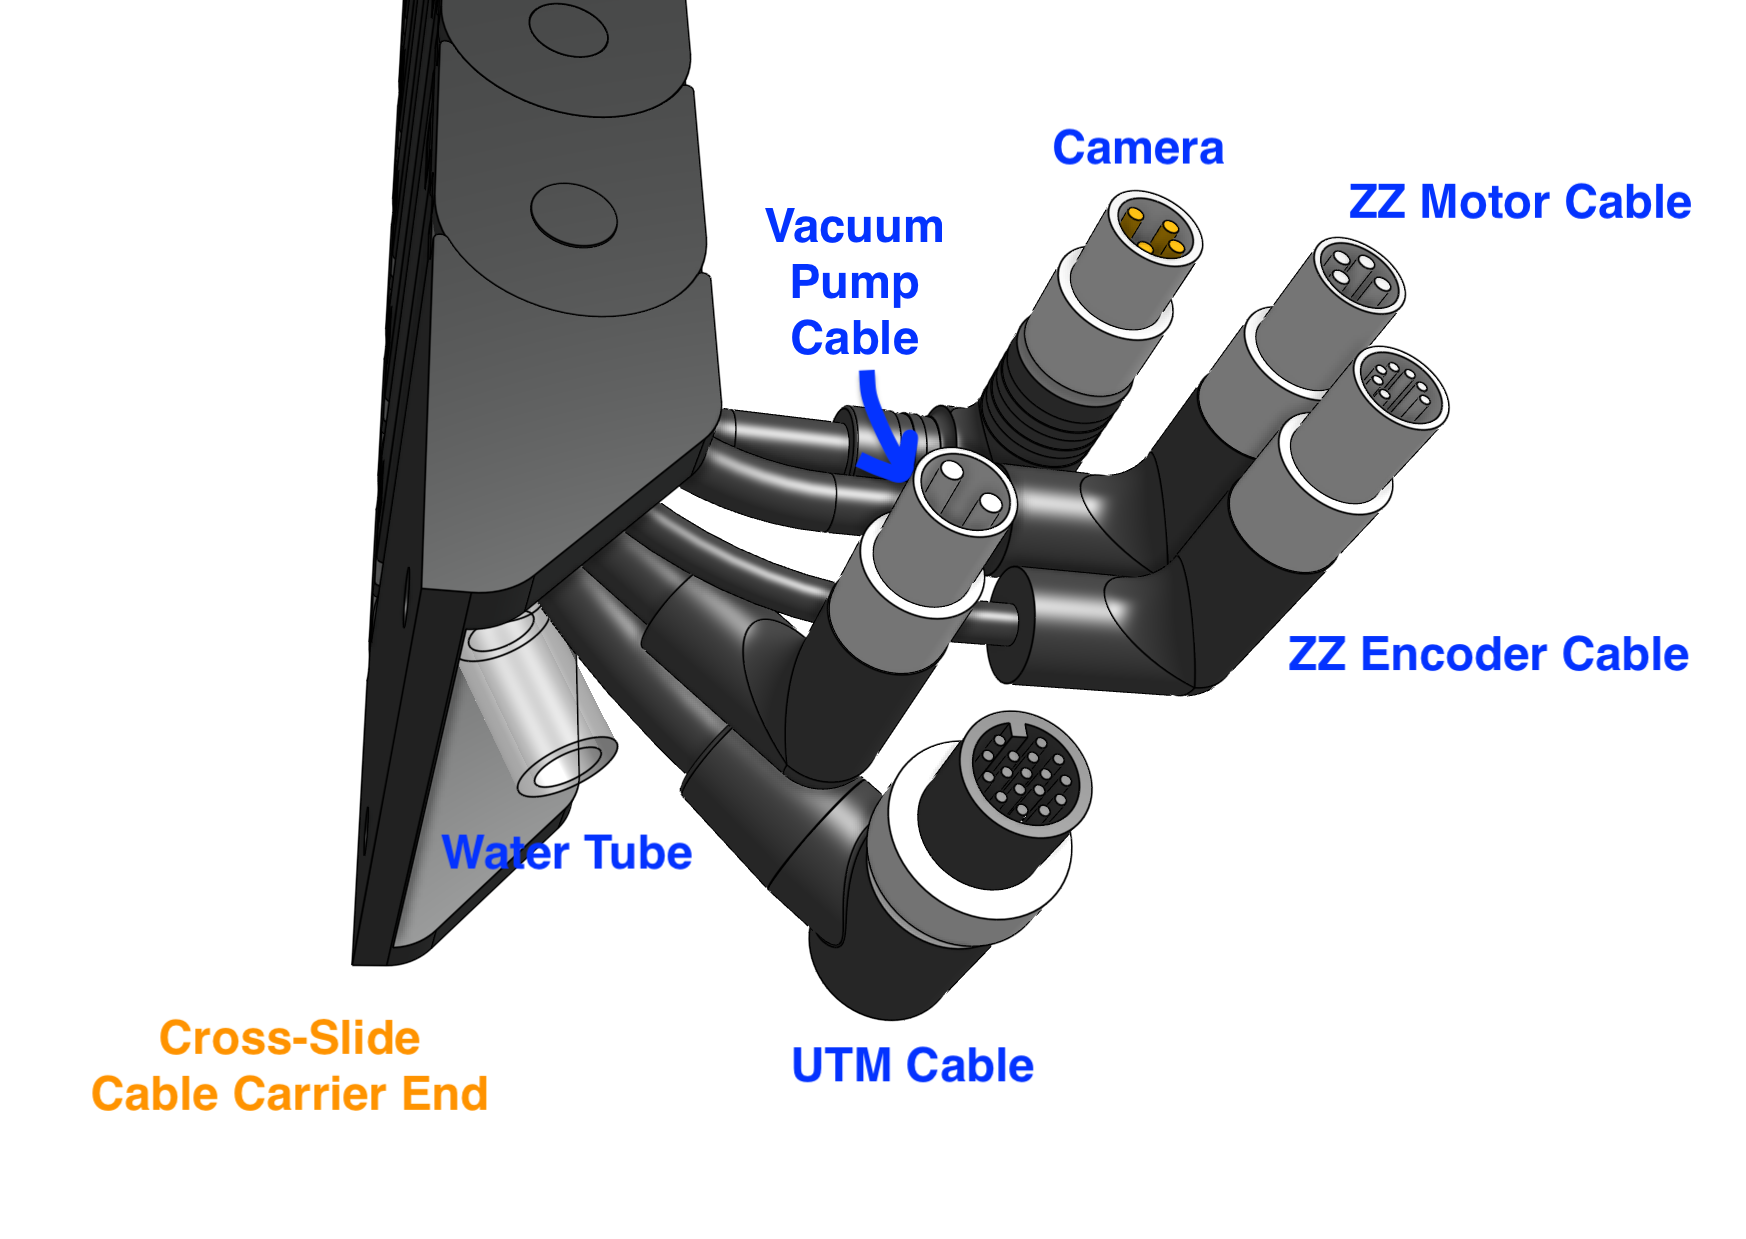 Camera
ZZ Motor Cable
Vacuum
Pump
Cable
ZZ Encoder Cable
Water Tube
UTM Cable
Cross-Slide
Cable Carrier End